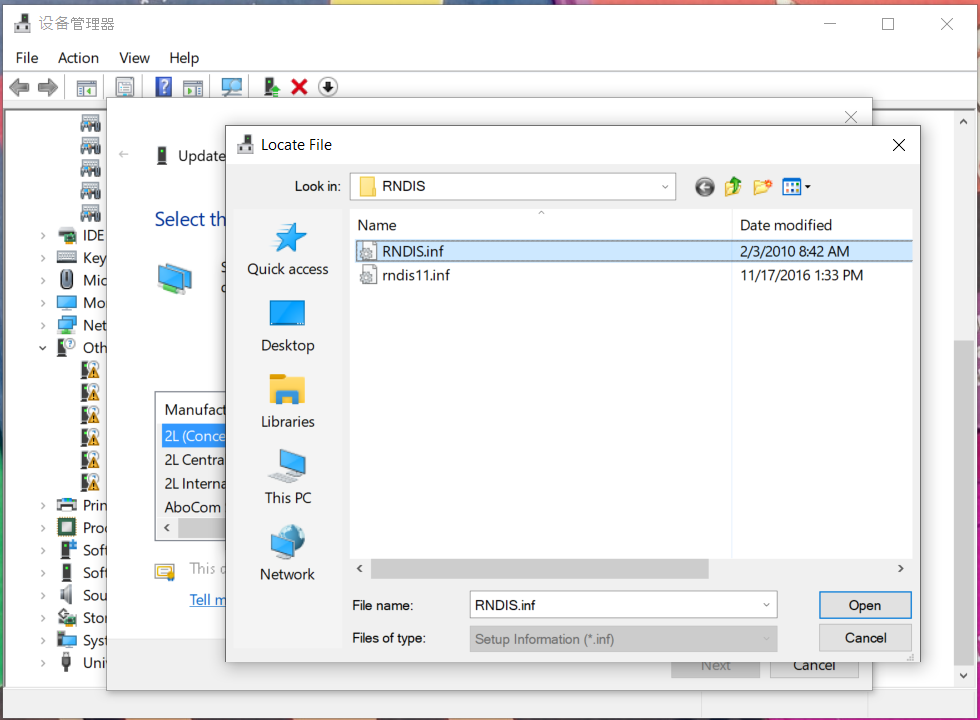 设备管理器
File Action View Help
Update
Locate File
Look in: RNDIS
Select th
Name Date modified
RNDIS.inf 2/3/2010 8:42 AM
rndis11.inf 11/17/2016 1:33 PM
Quick access
Desktop
Libraries
This PC
Network
IDE
Key
Mic
Mo
Net
Oth
Prin
Proc
Soft
Soft
Sou
Stor
Syst
Uni
Manufact
2L (Conce
2L Centra
2L Interna
AboCom
This
Tell m
File name: RNDIS.inf Open
Files of type: Setup Information (*.inf) Cancel
Next Cancel